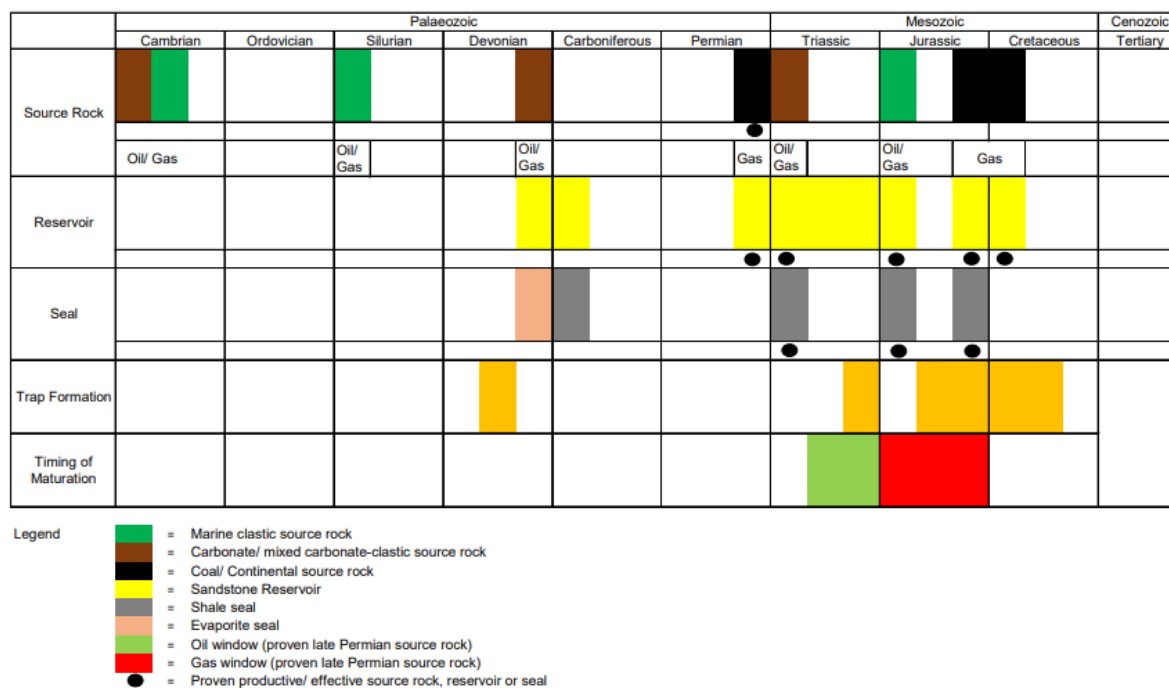 Palaeozoic Mesozoic Cenozoic
Cambrian Ordovician Silurian Devonian Carboniferous Permian Triassic Jurassic Cretaceous Tertiary
Source Rock
Oil/ Gas Oil/ Gas Oil/ Gas Gas Oil/ Gas Oil/ Gas Gas
Reservoir
Seal
Trap Formation
Timing of
Maturation
Legend
= Marine clastic source rock
= Carbonate/ mixed carbonate-clastic source rock
= Coal/ Continental source rock
= Sandstone Reservoir
= Shale seal
= Evaporite seal
= Oil window (proven late Permian source rock)
= Gas window (proven late Permian source rock)
= Proven productive/ effective source rock, reservoir or seal